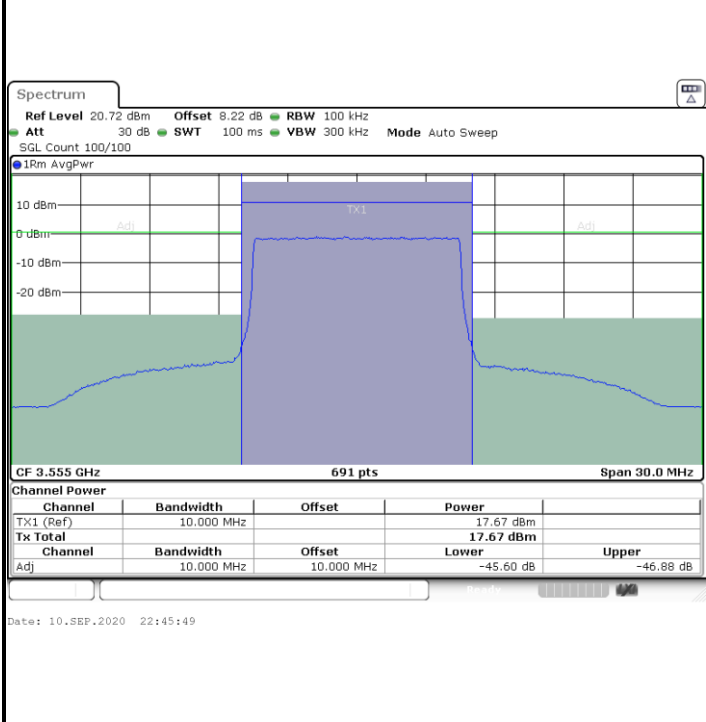 Spectrum
Ref Level 20.72 dBm Offset 8.22 dB RBW 100 kHz
Att 30 dB SWT 100 ms VBW 300 kHz Mode Auto Sweep
SGL Count 100/100
1Rm AvgPwr
10 dBm
TX1
Adj Adj
0 dBm
-10 dBm
-20 dBm
CF 3.555 GHz 691 pts Span 30.0 MHz
Channel Power
Channel Bandwidth Offset Power
TX1 (Ref) 10.000 MHz 17.67 dBm
Tx Total 17.67 dBm
Channel Bandwidth Offset Lower Upper
Adj 10.000 MHz 10.000 MHz -45.60 dB -46.88 dB
Ready
Date: 10.SEP.2020 22:45:49